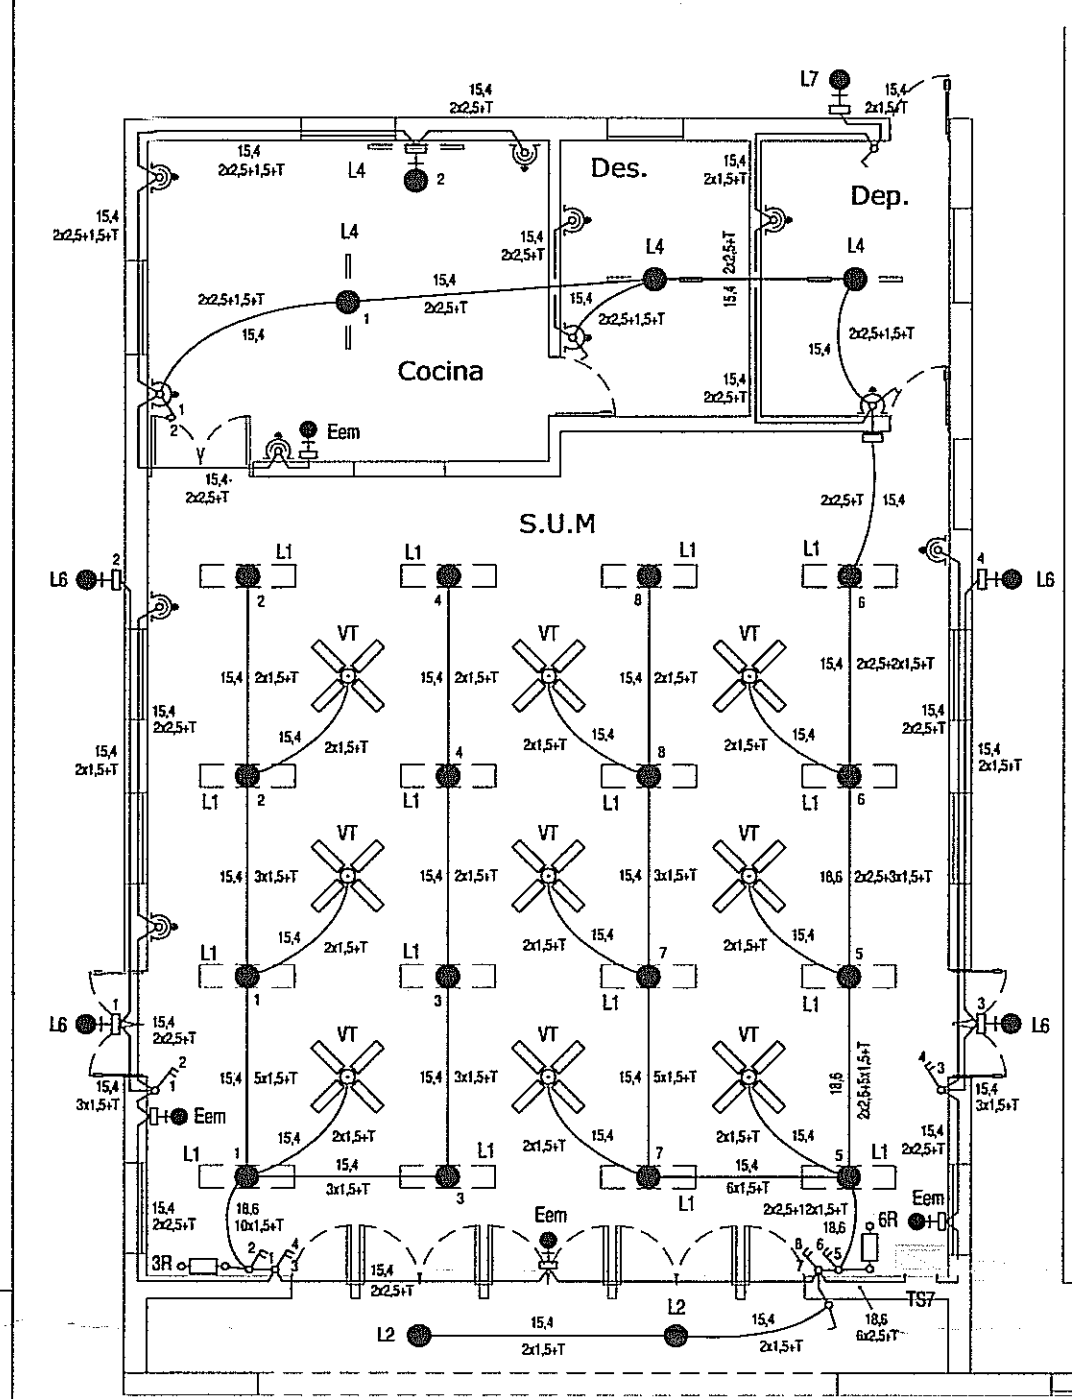 15,4
2x2,5+T
L7
15,4
2x1,5+T
15,4
2x2,5+1,5+T
L4
2
Des.
15,4
2x1,5+T
Dep.
15,4
2x2,5+1,5+T
L4
15,4
2x2,5+T
L4
2x2,5+T
15,4
L4
2x2,5+1,5+T
15,4
15,4
2x2,5+T
1
15,4
2x2,5+1,5+T
2x2,5+1,5+T
15,4
Cocina
15,4
2x2,5+T
1
2
Eem
15,4
2x2,5+T
2x2,5+T
15,4
S.U.M
L6
2
L1
2
L1
4
L1
8
L1
6
4
L6
VT
VT
VT
15,4
2x1,5+T
15,4
2x1,5+T
15,4
2x1,5+T
15,4
2x2,5+2x1,5+T
15,4
2x2,5+T
15,4
2x2,5+T
15,4
2x1,5+T
15,4
2x1,5+T
15,4
2x1,5+T
15,4
2x1,5+T
15,4
2x1,5+T
L1
2
L1
4
L1
8
L1
6
VT
VT
VT
15,4
3x1,5+T
15,4
2x1,5+T
15,4
3x1,5+T
18,6
2x2,5+3x1,5+T
15,4
2x1,5+T
15,4
2x1,5+T
15,4
2x1,5+T
L1
1
L1
3
L1
7
L1
5
L6
1
15,4
2x2,5+T
3
L6
VT
VT
VT
2
1
15,4
3x1,5+T
15,4
5x1,5+T
15,4
3x1,5+T
15,4
5x1,5+T
18,6
2x2,5+5x1,5+T
4
3
15,4
3x1,5+T
Eem
15,4
2x1,5+T
15,4
2x1,5+T
15,4
2x1,5+T
15,4
2x2,5+T
L1
1
15,4
3x1,5+T
L1
3
7
L1
15,4
6x1,5+T
5
L1
15,4
2x2,5+T
18,6
10x1,5+T
Eem
2x2,5+12x1,5+T
18,6
6R
Eem
3R
2
1
4
3
15,4
2x2,5+T
8
7
6
5
TS7
L2
15,4
2x1,5+T
L2
15,4
2x1,5+T
18,6
6x2,5+T